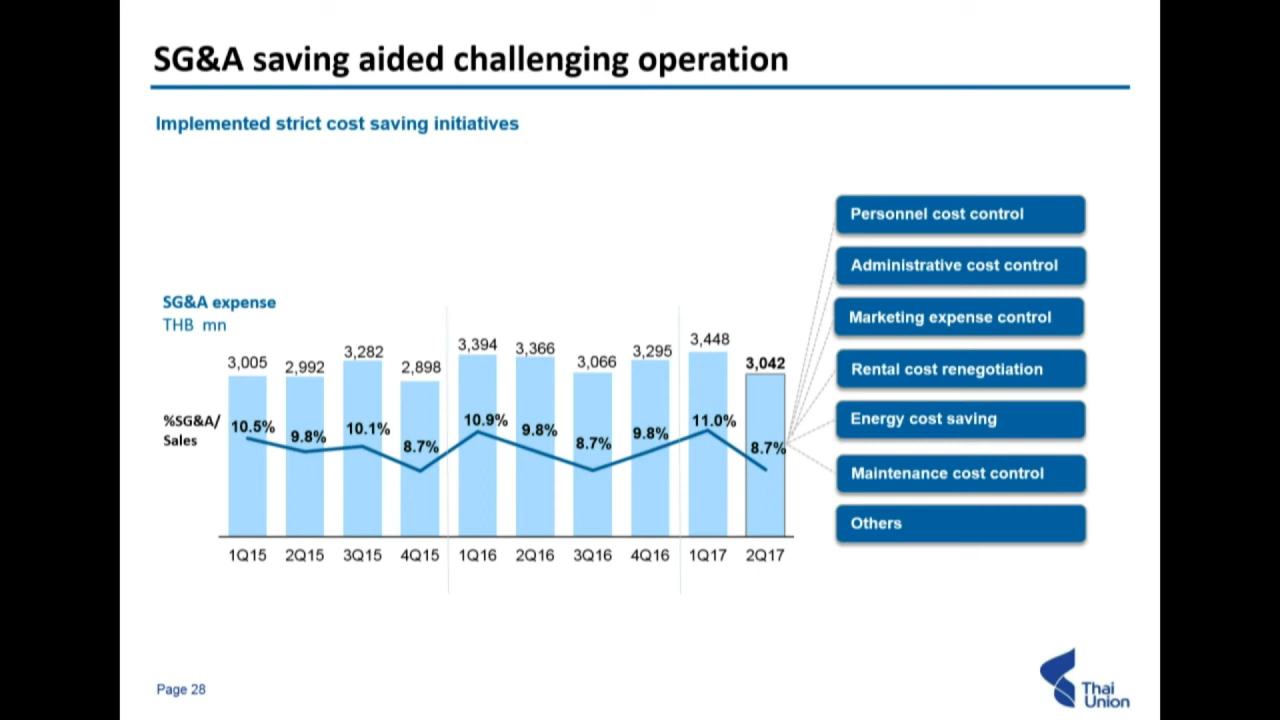 SG&A saving aided challenging operation
Implemented strict cost saving initiatives
SG&A expense
THB mn
3,005
2,992
3,282
2,898
3,394
3,366
3,066
3,295
3,448
3,042
%SG&A/
Sales
10.5%
9.8%
10.1%
8.7%
10.9%
9.8%
8.7%
9.8%
11.0%
8.7%
1Q15 2Q15 3Q15 4Q15 1Q16 2Q16 3Q16 4Q16 1Q17 2Q17
Personnel cost control
Administrative cost control
Marketing expense control
Rental cost renegotiation
Energy cost saving
Maintenance cost control
Others
Page 28
Thai
Union